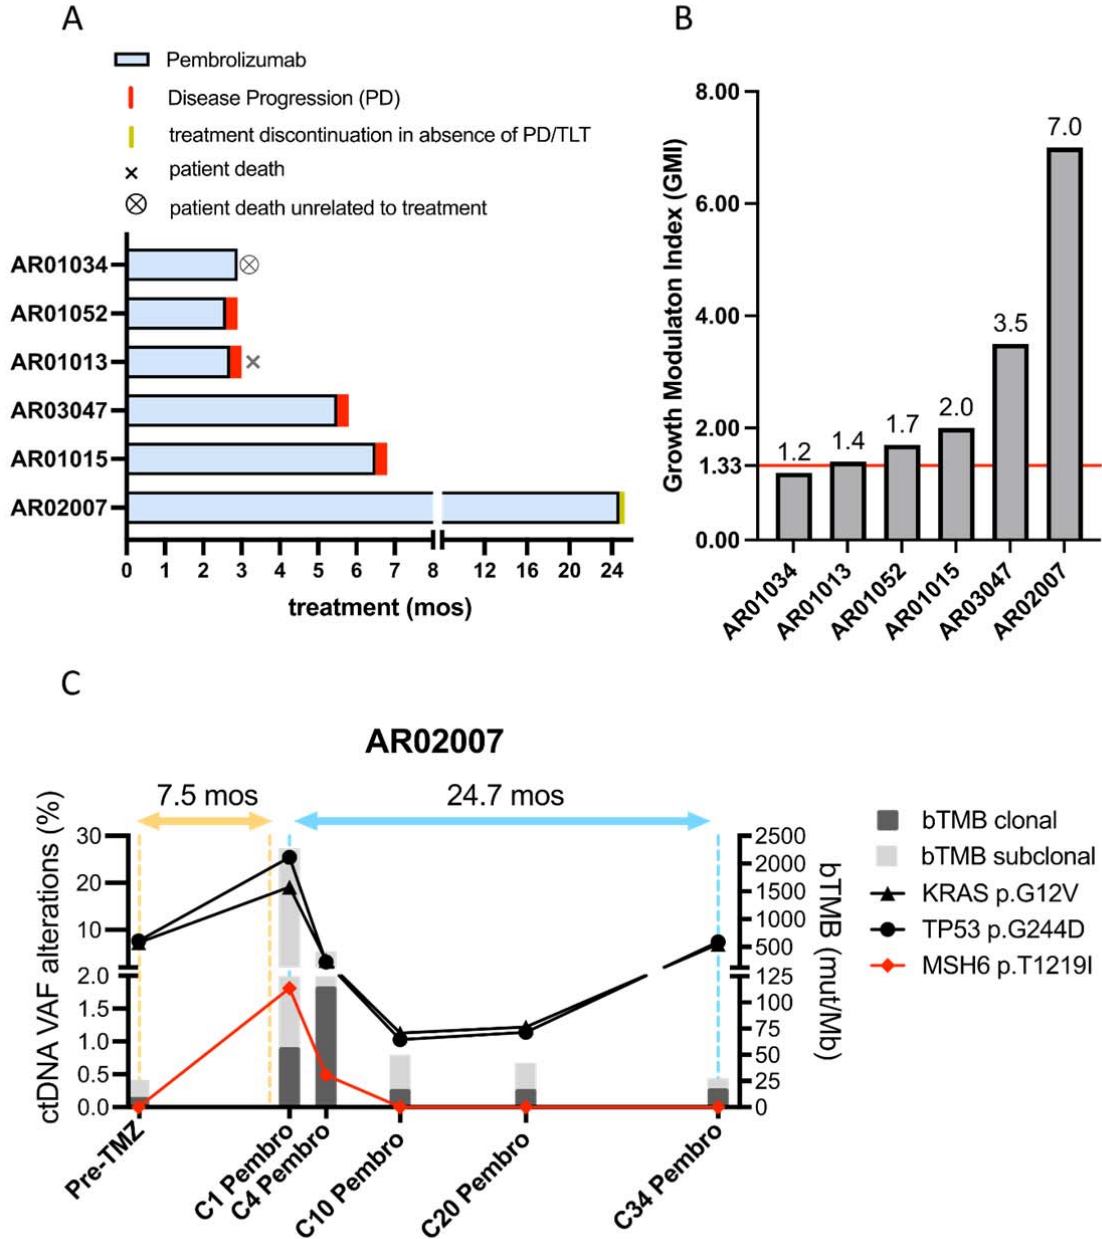 A
Pembrolizumab
Disease Progression (PD)
treatment discontinuation in absence of PD/TLT
patient death
patient death unrelated to treatment
AR01034
AR01052
AR01013
AR03047
AR01015
AR02007
0 1 2 3 4 5 6 7 8 12 16 20 24
treatment (mos)
B
Growth Modulaton Index (GMI)
8.00
6.00
4.00
2.00
1.33
0.00
1.2
1.4
1.7
2.0
3.5
7.0
AR01034
AR01013
AR01052
AR01015
AR03047
AR02007
C
AR02007
7.5 mos
24.7 mos
ctDNA VAF alterations (%)
30
20
10
2.0
1.5
1.0
0.5
0.0
2500
2000
1500
1000
500
125
100
75
50
25
0
bTMB (mut/Mb)
bTMB clonal
bTMB subclonal
KRAS p.G12V
TP53 p.G244D
MSH6 p.T1219I
Pre-TMZ
C1 Pembro
C4 Pembro
C10 Pembro
C20 Pembro
C34 Pembro